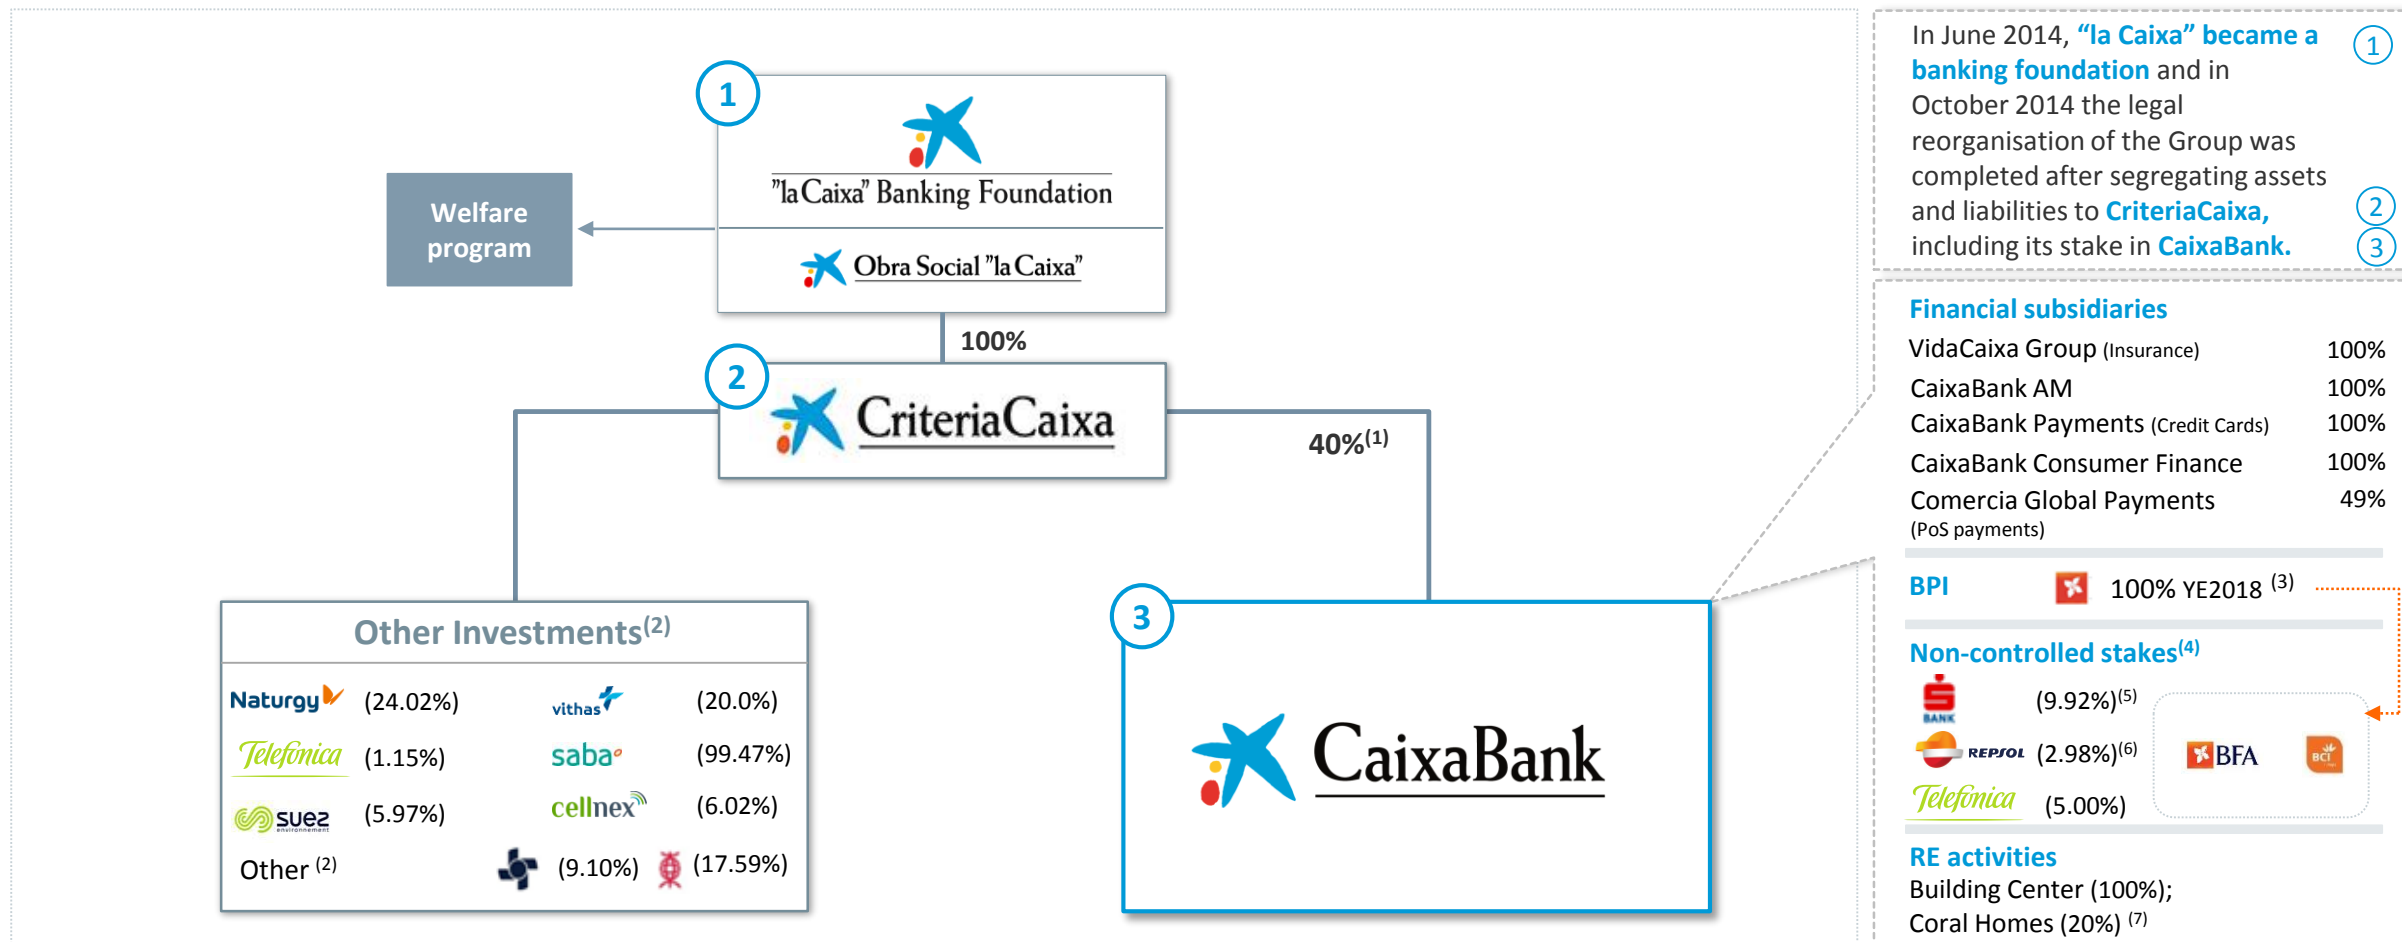 1
"la Caixa" Banking Foundation
Obra Social "la Caixa"
Welfare
program
100%
2
CriteriaCaixa
40%(1)
Other Investments(2)
Naturgy (24.02%)
vithas (20.0%)
Telefónica (1.15%)
saba (99.47%)
suez environnement (5.97%)
cellnex (6.02%)
Other (2)
(9.10%)
(17.59%)
3
CaixaBank
In June 2014, “la Caixa” became a 1
banking foundation and in
October 2014 the legal
reorganisation of the Group was
completed after segregating assets
and liabilities to CriteriaCaixa, 2
including its stake in CaixaBank. 3
Financial subsidiaries
VidaCaixa Group (Insurance) 100%
CaixaBank AM 100%
CaixaBank Payments (Credit Cards) 100%
CaixaBank Consumer Finance 100%
Comercia Global Payments 49%
(PoS payments)
BPI 100% YE2018 (3)
Non-controlled stakes(4)
S BANK (9.92%)(5)
REPSOL (2.98%)(6)
Telefónica (5.00%)
BFA
BCI
RE activities
Building Center (100%);
Coral Homes (20%) (7)